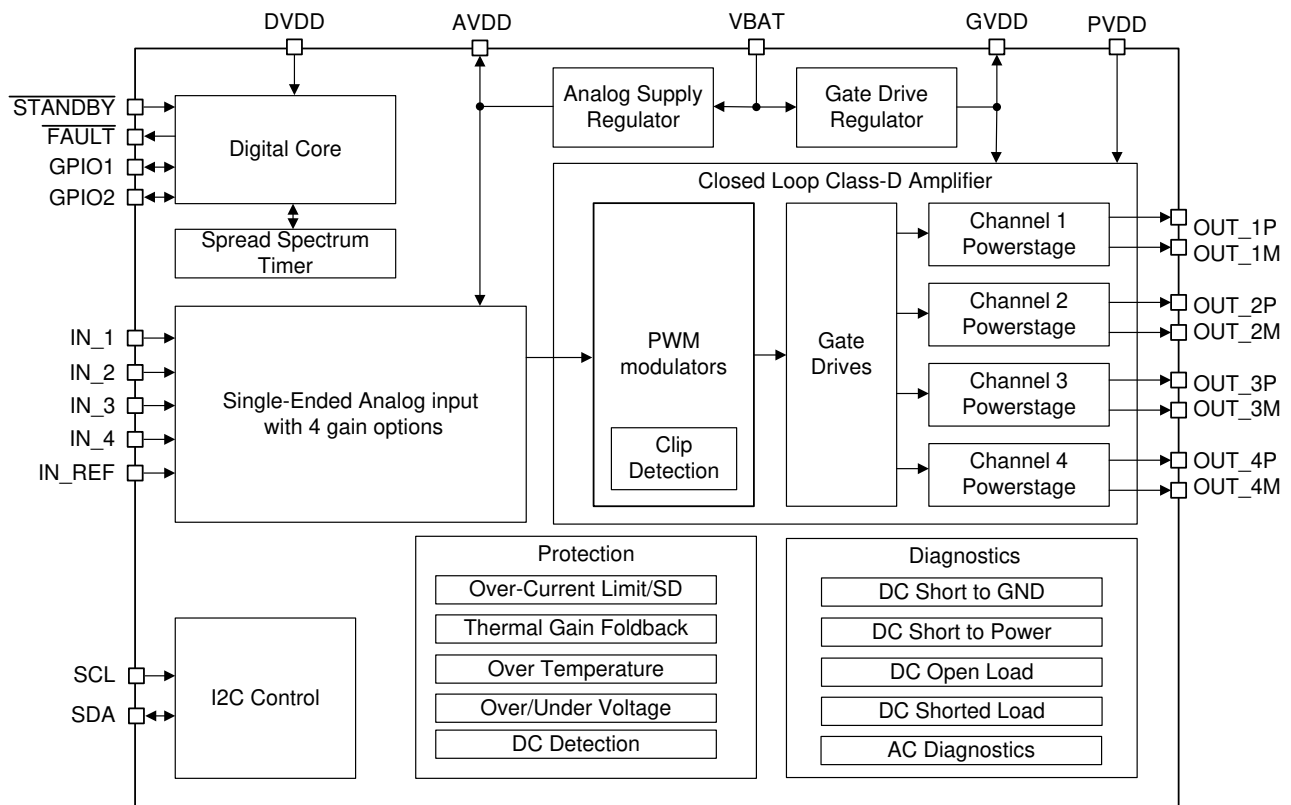 DVDD
AVDD
VBAT
GVDD
PVDD
STANDBY
FAULT
GPIO1
GPIO2
Digital Core
Analog Supply
Regulator
Gate Drive
Regulator
Spread Spectrum
Timer
Closed Loop Class-D Amplifier
IN_1
IN_2
IN_3
IN_4
IN_REF
Single-Ended Analog input
with 4 gain options
PWM
modulators
Clip
Detection
Gate
Drives
Channel 1
Powerstage
Channel 2
Powerstage
Channel 3
Powerstage
Channel 4
Powerstage
OUT_1P
OUT_1M
OUT_2P
OUT_2M
OUT_3P
OUT_3M
OUT_4P
OUT_4M
SCL
SDA
I2C Control
Protection
Over-Current Limit/SD
Thermal Gain Foldback
Over Temperature
Over/Under Voltage
DC Detection
Diagnostics
DC Short to GND
DC Short to Power
DC Open Load
DC Shorted Load
AC Diagnostics